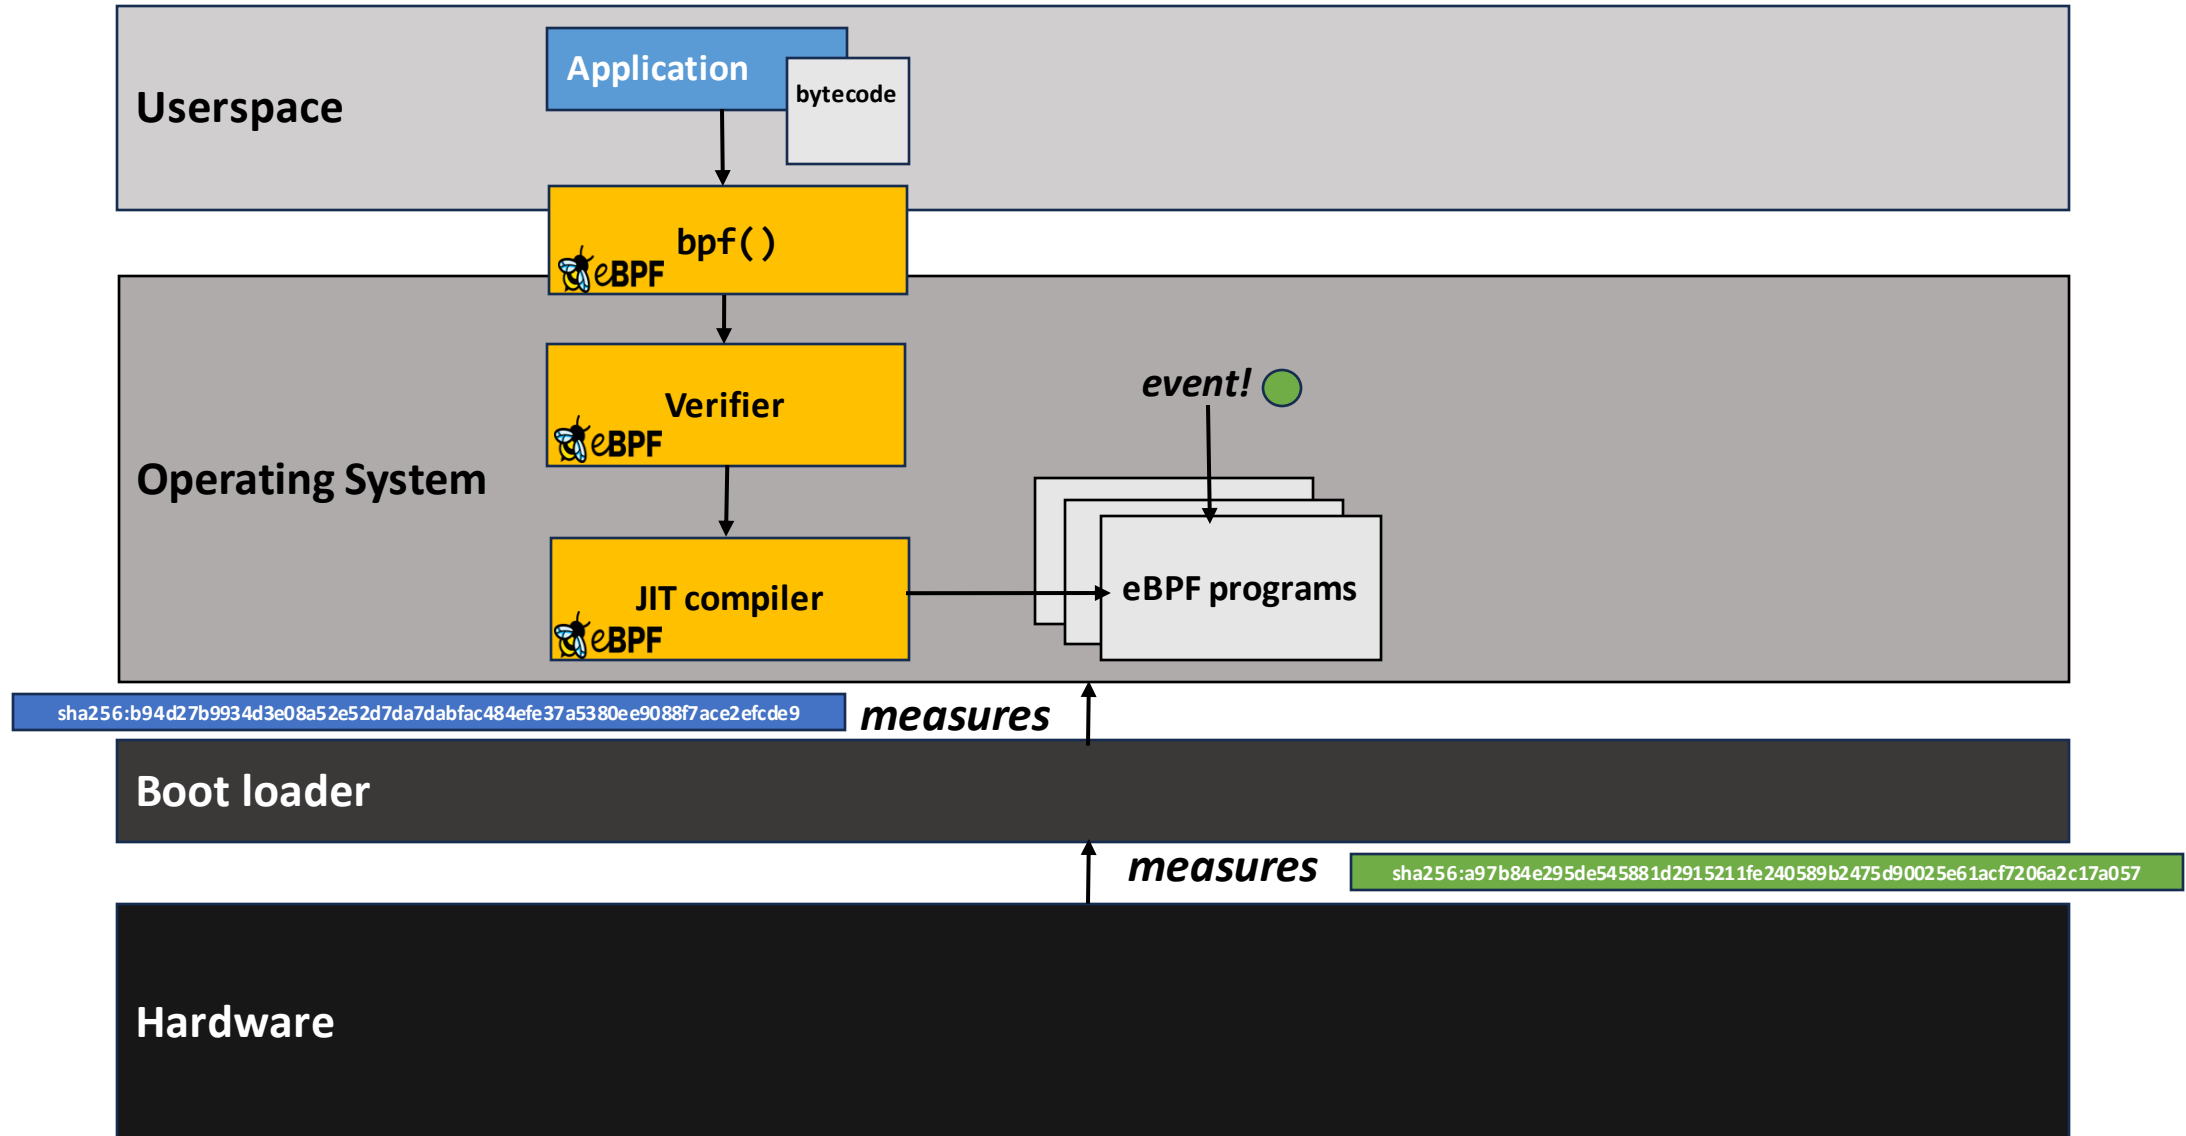 Application
bytecode
Userspace
bpf()
eBPF
event!
Verifier
eBPF
Operating System
eBPF programs
JIT compiler
eBPF
sha256:b94d27b9934d3e08a52e52d7da7dabfac484efe37a5380ee9088f7ace2efcde9
measures
Boot loader
measures
sha256:a97b84e295de545881d2915211fe240589b2475d90025e61acf7206a2c17a057
Hardware